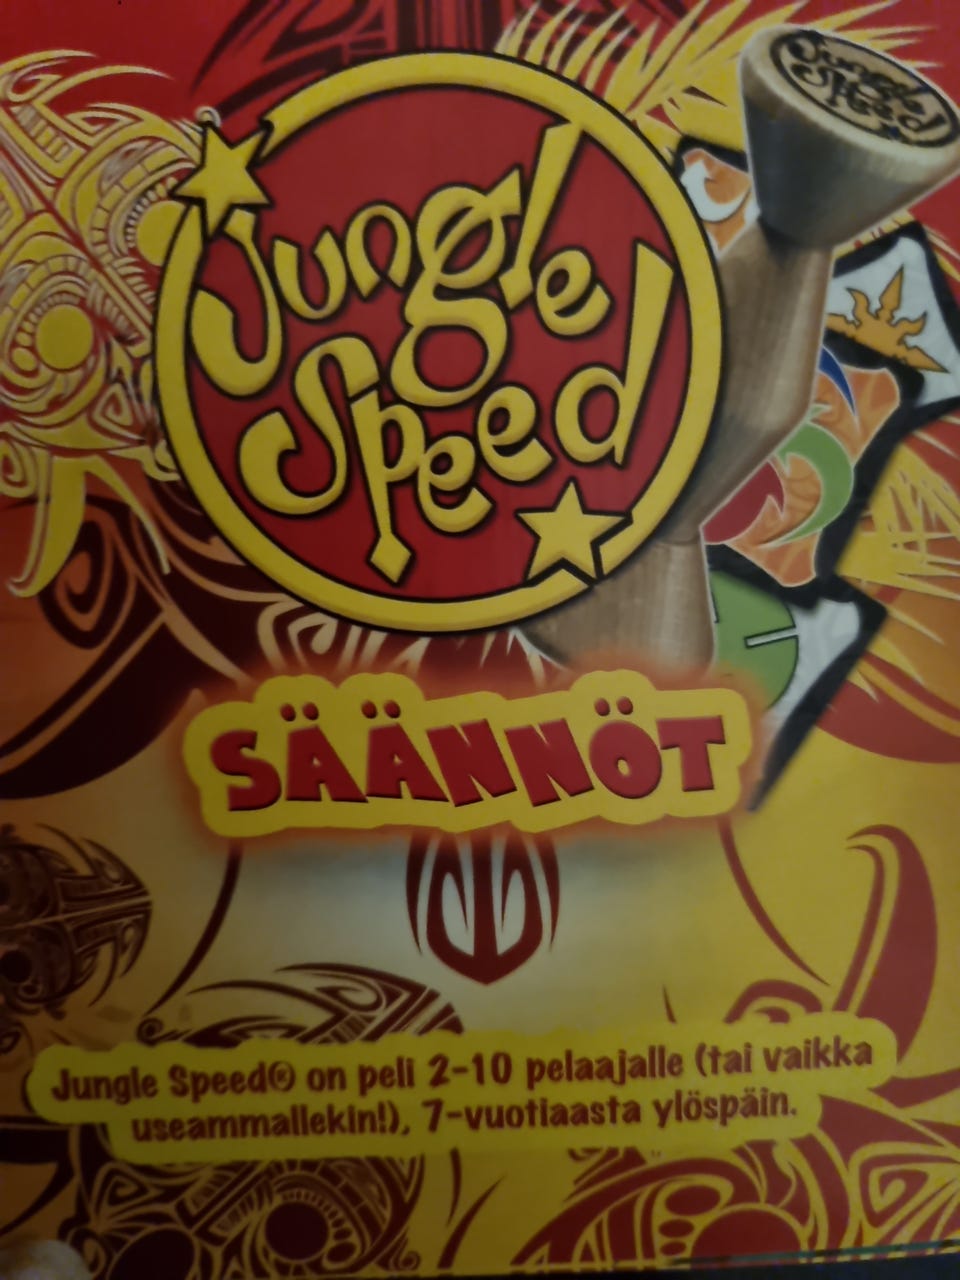 Jungle
Speed
Jungle
Speed
SÄÄNNÖT
Jungle Speed® on peli 2-10 pelaajalle (tai vaikka
useammallekin!), 7-vuotiaasta ylöspäin.